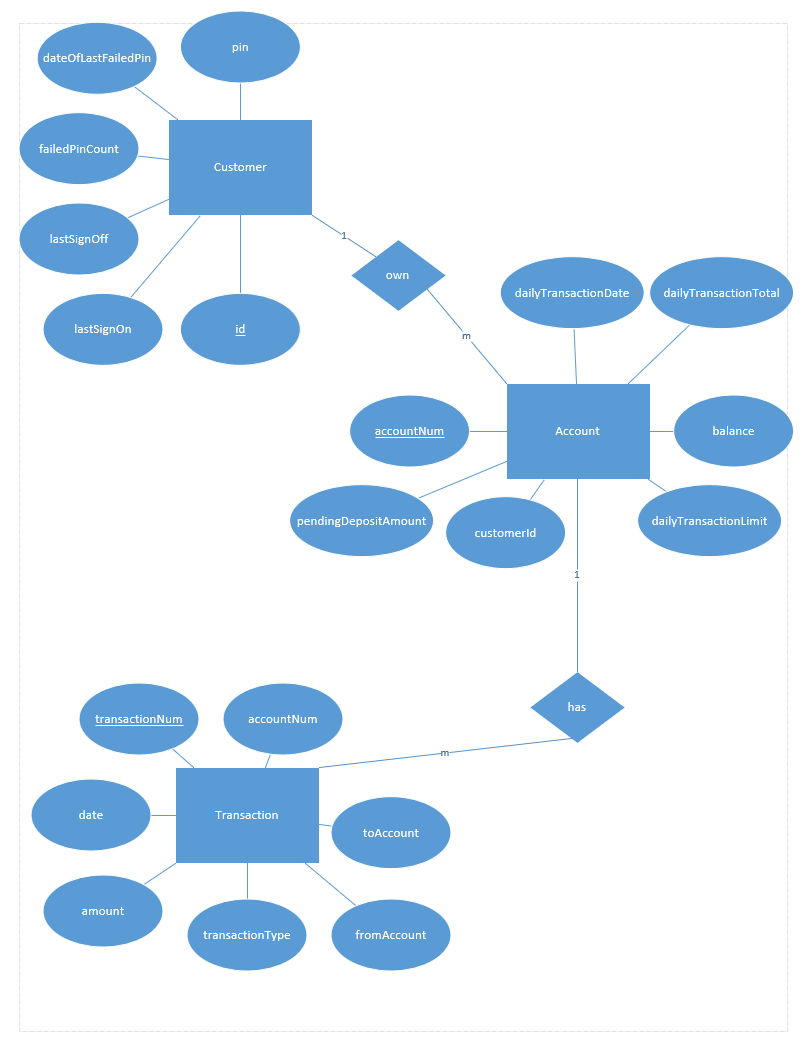 pin
dateOfLastFailedPin
failedPinCount
Customer
lastSignOff
1
own
dailyTransactionDate
dailyTransactionTotal
lastSignOn
id
m
accountNum
Account
balance
pendingDepositAmount
customerId
dailyTransactionLimit
1
has
transactionNum
accountNum
m
date
Transaction
toAccount
amount
transactionType
fromAccount